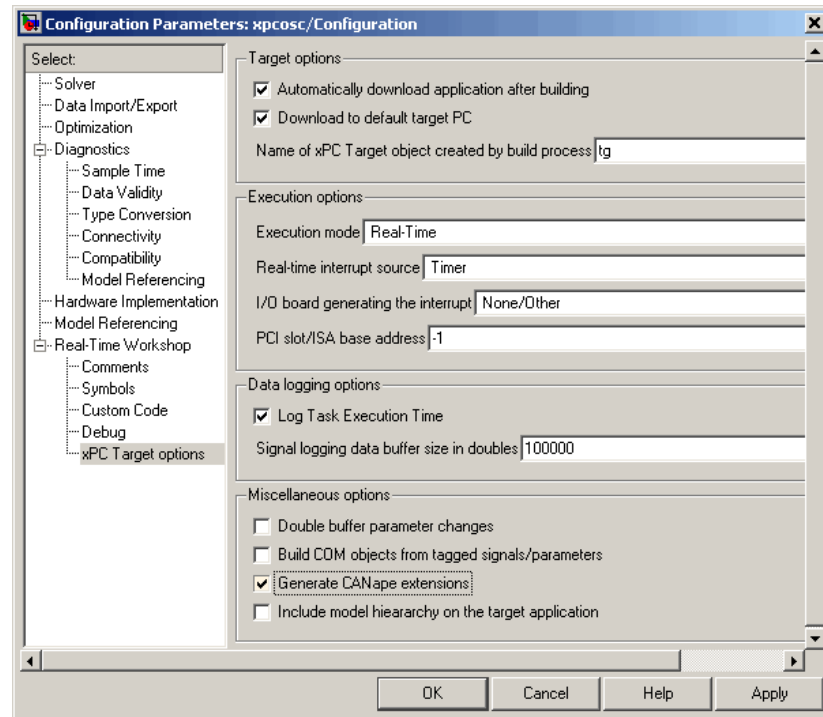 Configuration Parameters: xpcosc/Configuration
Select:
Solver
Data Import/Export
Optimization
Diagnostics
Sample Time
Data Validity
Type Conversion
Connectivity
Compatibility
Model Referencing
Hardware Implementation
Model Referencing
Real-Time Workshop
Comments
Symbols
Custom Code
Debug
xPC Target options
Target options
Automatically download application after building
Download to default target PC
Name of xPC Target object created by build process tg
Execution options
Execution mode Real-Time
Real-time interrupt source Timer
I/O board generating the interrupt None/Other
PCI slot/ISA base address -1
Data logging options
Log Task Execution Time
Signal logging data buffer size in doubles 100000
Miscellaneous options
Double buffer parameter changes
Build COM objects from tagged signals/parameters
Generate CANape extensions
Include model hieararchy on the target application
OK Cancel Help Apply